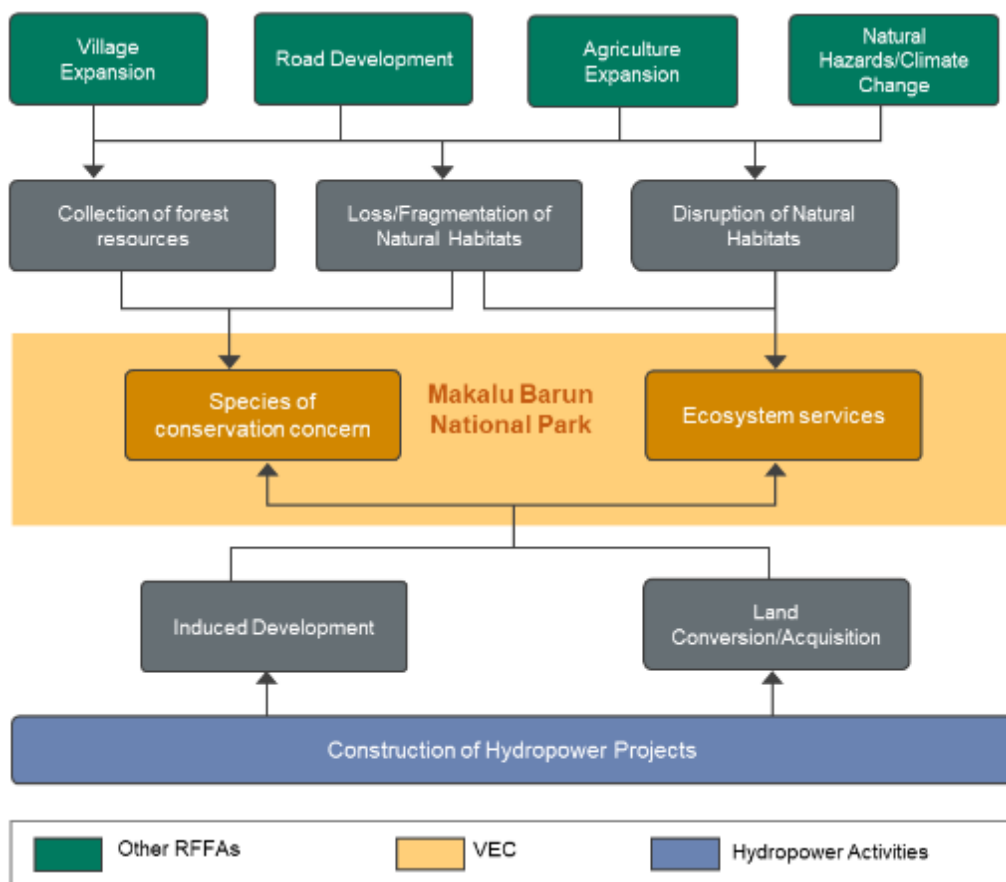 Village
Expansion
Road Development
Agriculture
Expansion
Natural
Hazards/Climate
Change
Collection of forest
resources
Loss/Fragmentation of
Natural Habitats
Disruption of Natural
Habitats
Species of
conservation concern
Makalu Barun
National Park
Ecosystem services
Induced Development
Land
Conversion/Acquisition
Construction of Hydropower Projects
Other RFFAs
VEC
Hydropower Activities